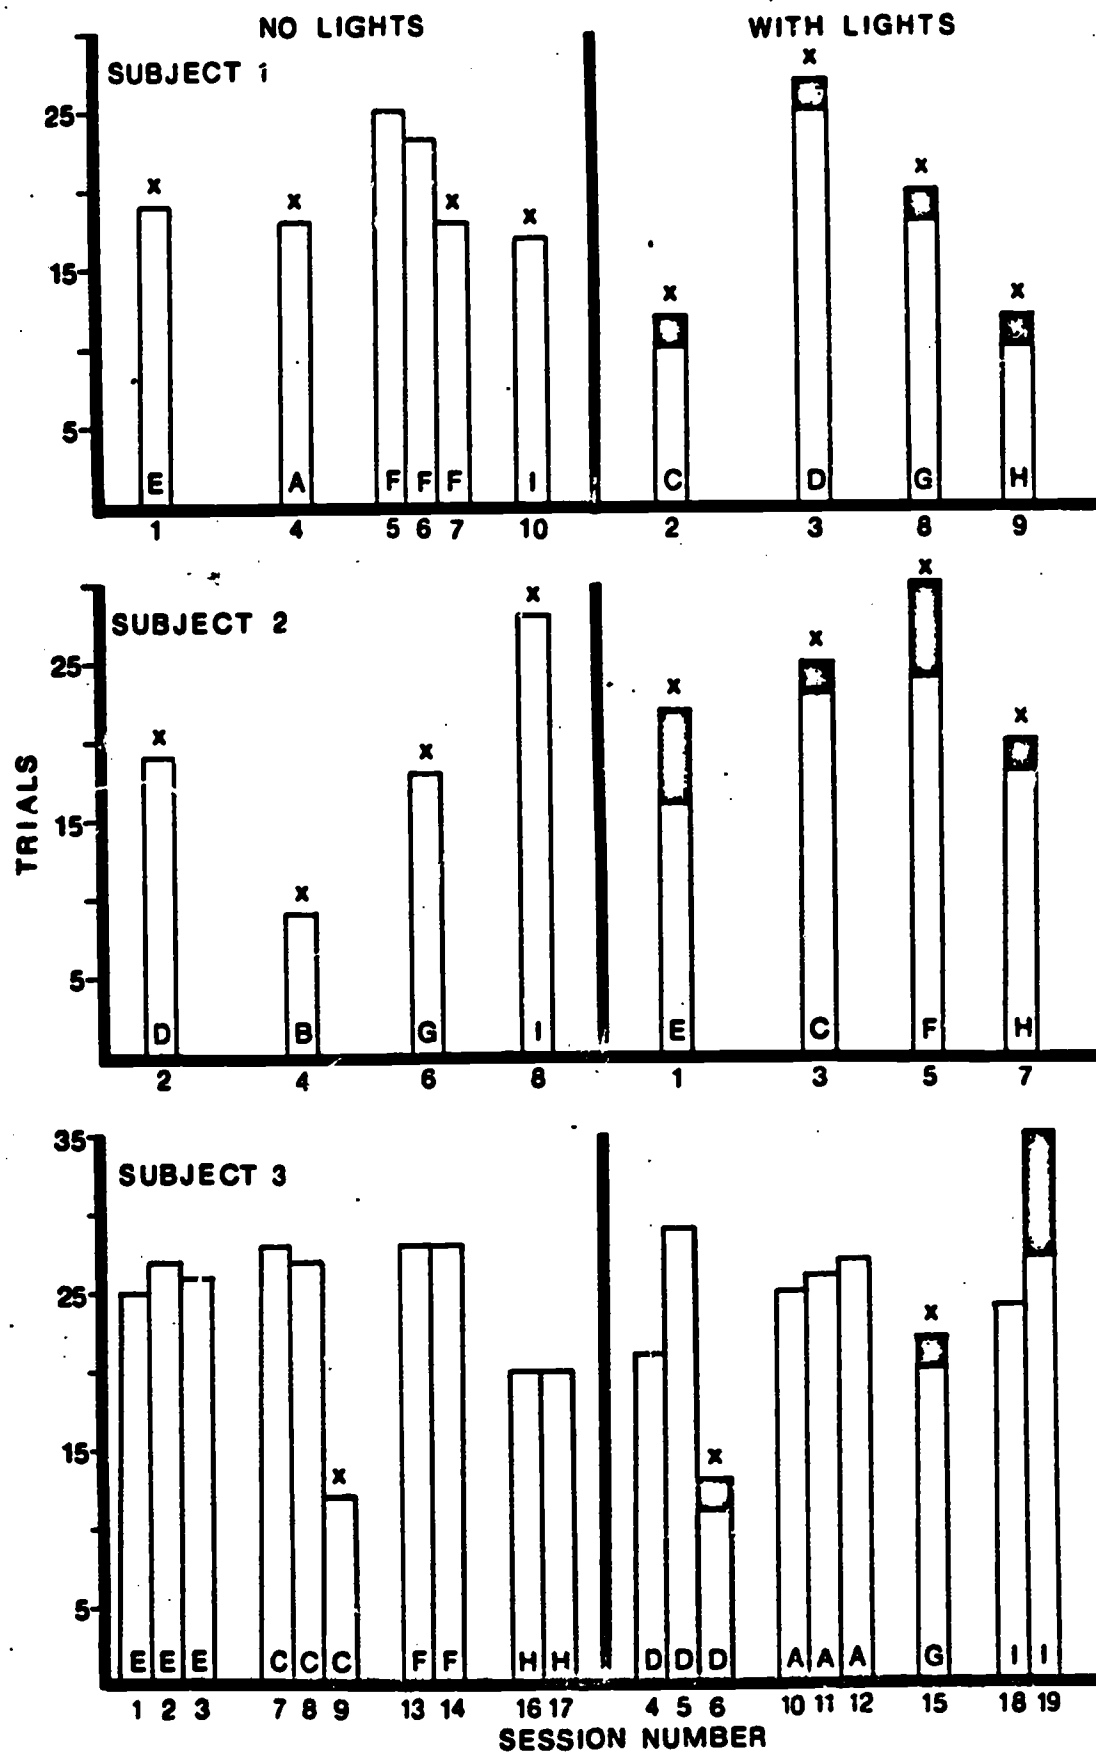 NO LIGHTS WITH LIGHTS
SUBJECT 1
x
x
25
x
x
x
x
x
15
x
x
5
E A F F F I C D G H
1 4 5 6 7 10 2 3 8 9
x
x
SUBJECT 2
x
25
x
x
x
x
TRIALS
15
x
5
D B G I E C F H
2 4 6 8 1 3 5 7
35
SUBJECT 3
25
x
15
x
x
5
E E E C C C F F H H D D D A A A G I I
1 2 3 7 8 9 13 14 16 17 4 5 6 10 11 12 15 18 19
SESSION NUMBER